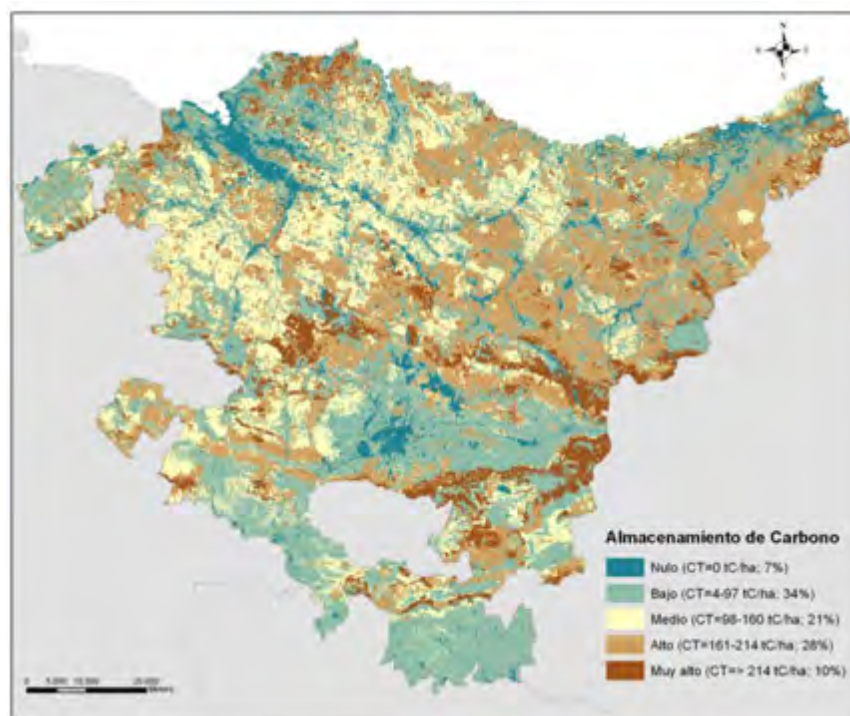 N
S
Almacenamiento de Carbono
Nulo (CT=0 tC/ha; 7%)
Bajo (CT=4-97 tC/ha; 34%)
Medio (CT=98-160 tC/ha; 21%)
Alto (CT=161-214 tC/ha; 28%)
Muy alto (CT=> 214 tC/ha; 10%)
0